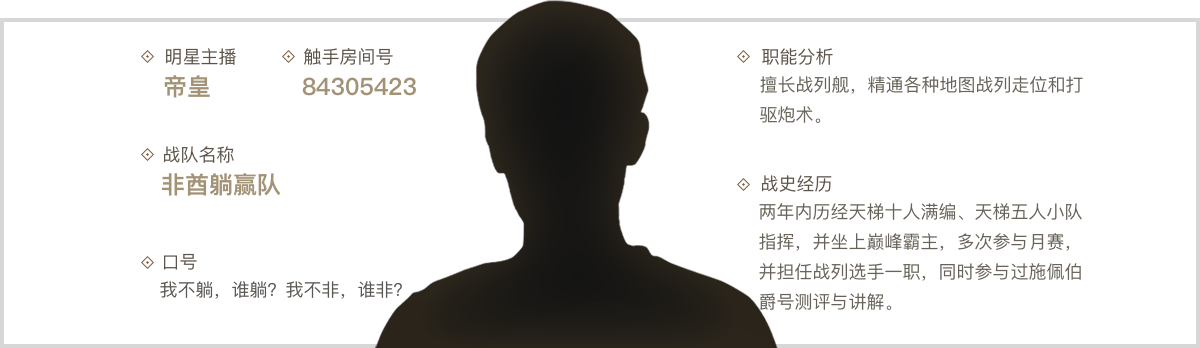 明星主播
帝皇
触手房间号
84305423
战队名称
非酋躺赢队
口号
我不躺，谁躺？我不非，谁非？
职能分析
擅长战列舰，精通各种地图战列走位和打
驱炮术。
战史经历
两年内历经天梯十人满编、天梯五人小队
指挥，并坐上巅峰霸主，多次参与月赛，
并担任战列选手一职，同时参与过施佩伯
爵号测评与讲解。